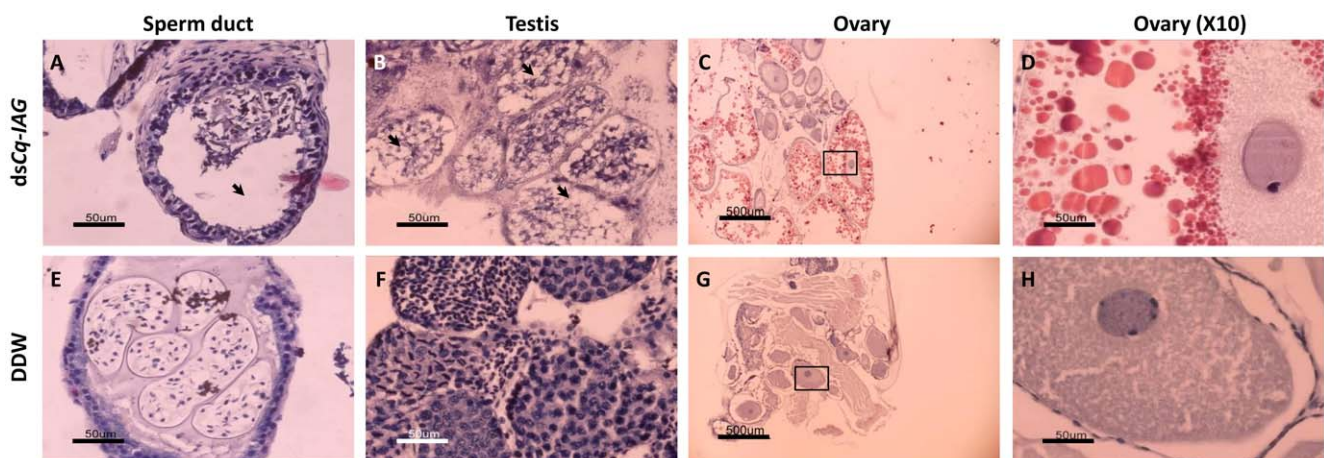 Sperm duct Testis Ovary Ovary (X10)
dsCq-IAG
A B C D
50um 50um 500um 50um
DDW
E F G H
50um 50um 500um 50um